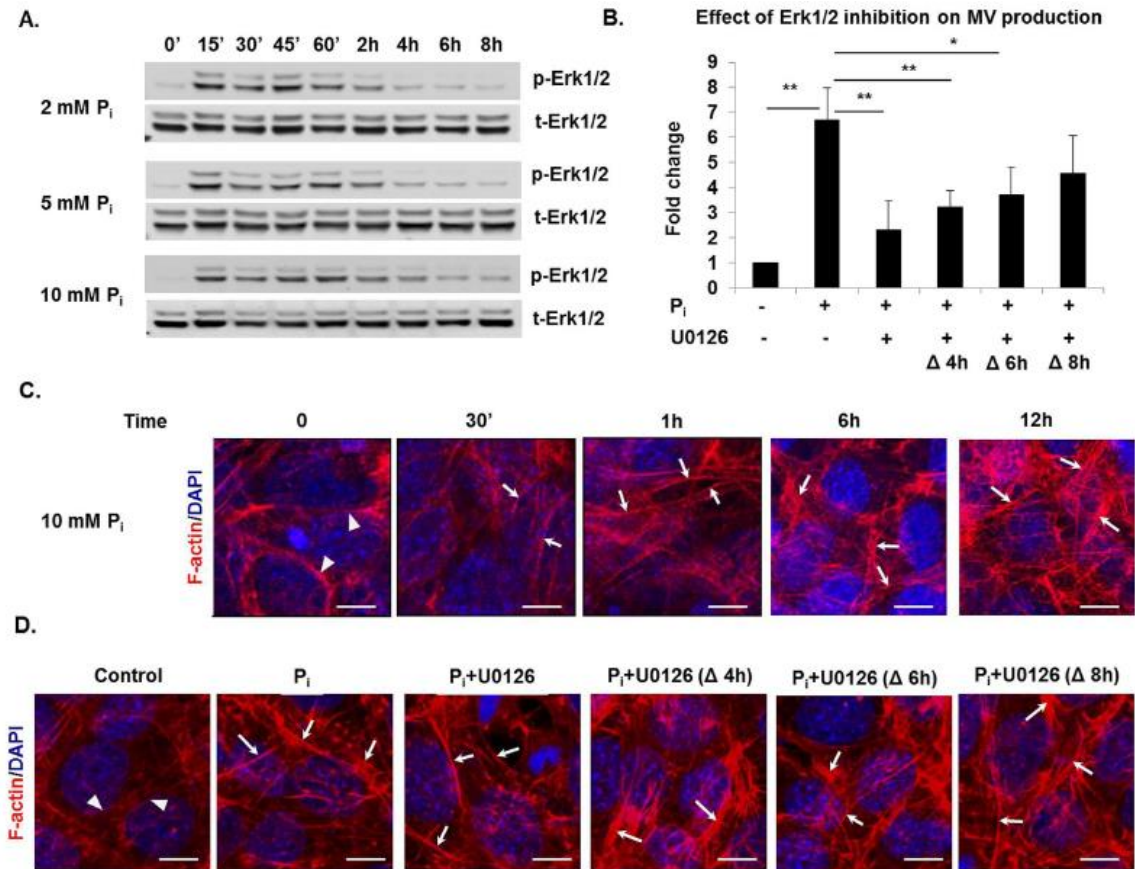 A.
0' 15' 30' 45' 60' 2h 4h 6h 8h
2 mM Pi
p-Erk1/2
t-Erk1/2
5 mM Pi
p-Erk1/2
t-Erk1/2
10 mM Pi
p-Erk1/2
t-Erk1/2
B.
Effect of Erk1/2 inhibition on MV production
Fold change
9
8
7
6
5
4
3
2
1
0
**
**
**
*
Pi - + + + + +
U0126 - - + + + +
Δ 4h Δ 6h Δ 8h
C.
Time 0 30' 1h 6h 12h
10 mM Pi
F-actin/DAPI
D.
Control Pi Pi+U0126 Pi+U0126 (Δ 4h) Pi+U0126 (Δ 6h) Pi+U0126 (Δ 8h)
F-actin/DAPI